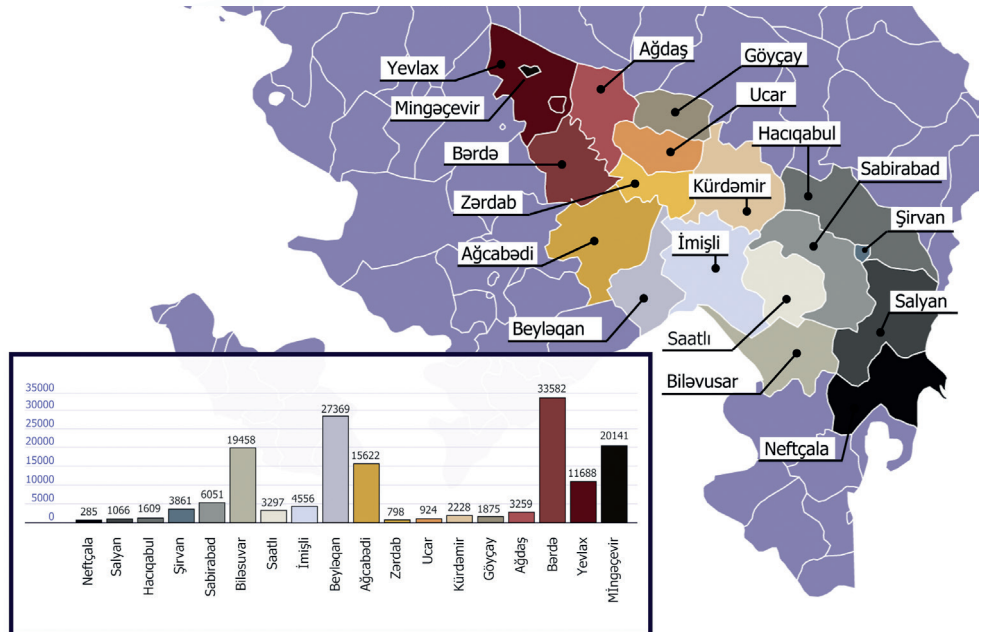 Ağdaş
Göyçay
Yevlax
Ucar
Mingəçevir
Hacıqabul
Bərdə
Sabirabad
Kürdəmir
Zərdab
Şirvan
İmişli
Ağcabədi
Salyan
Beyləqan
Saatlı
Biləvusar
Neftçala
35000
30000
25000
20000
15000
10000
5000
0
285
1066
1609
3861
6051
19458
3297
4556
27369
15622
798
924
2228
1875
3259
33582
11688
20141
Neftçala
Salyan
Hacıqabul
Şirvan
Sabirabad
Biləsuvar
Saatlı
İmişli
Beyləqan
Ağcabədi
Zərdab
Ucar
Kürdəmir
Göyçay
Ağdaş
Bərdə
Yevlax
Mİngəçevir